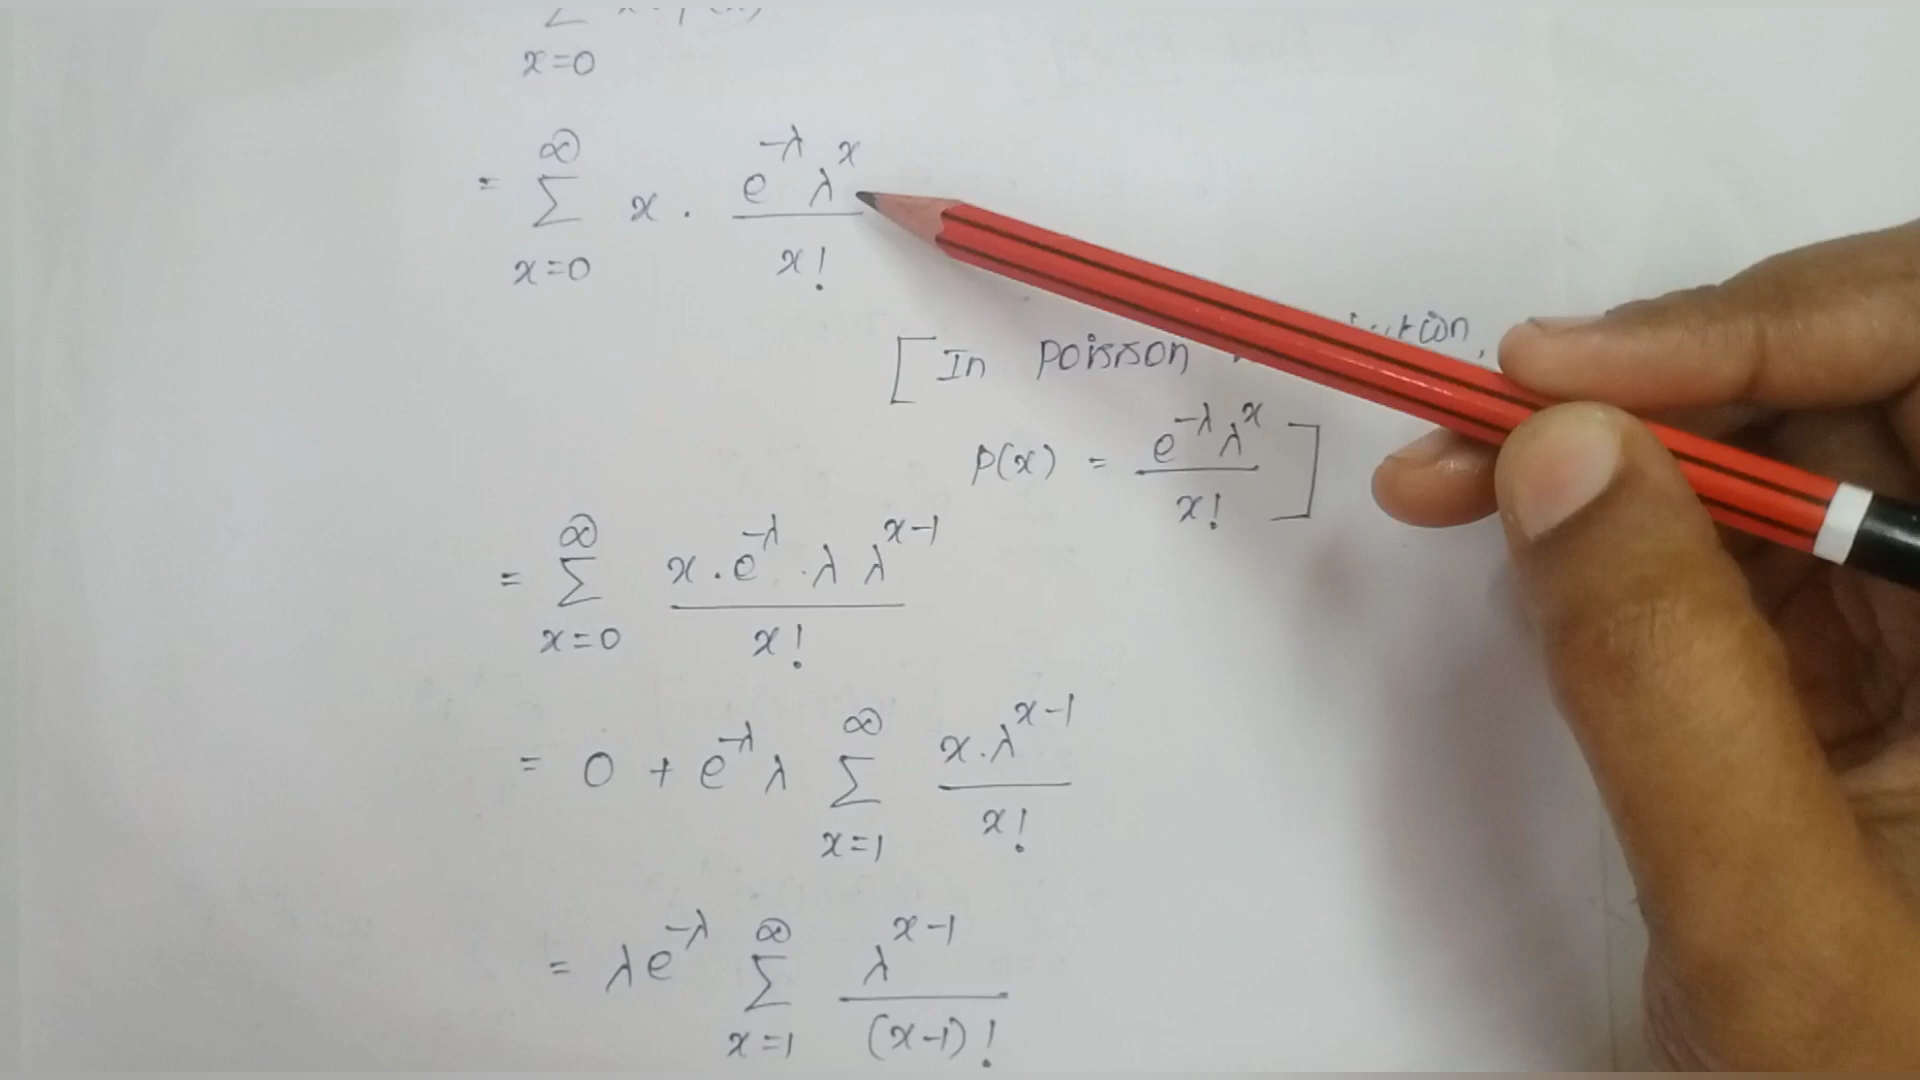 x=0
= ∞ Σ x=0 x . e^-λ λ^x / x!
[In poisson
p(x) = e^-λ λ^x / x! ]
= ∞ Σ x=0 x . e^-λ . λ λ^x-1 / x!
= 0 + e^-λ λ ∞ Σ x=1 x . λ^x-1 / x!
= λ e^-λ ∞ Σ x=1 λ^x-1 / (x-1)!